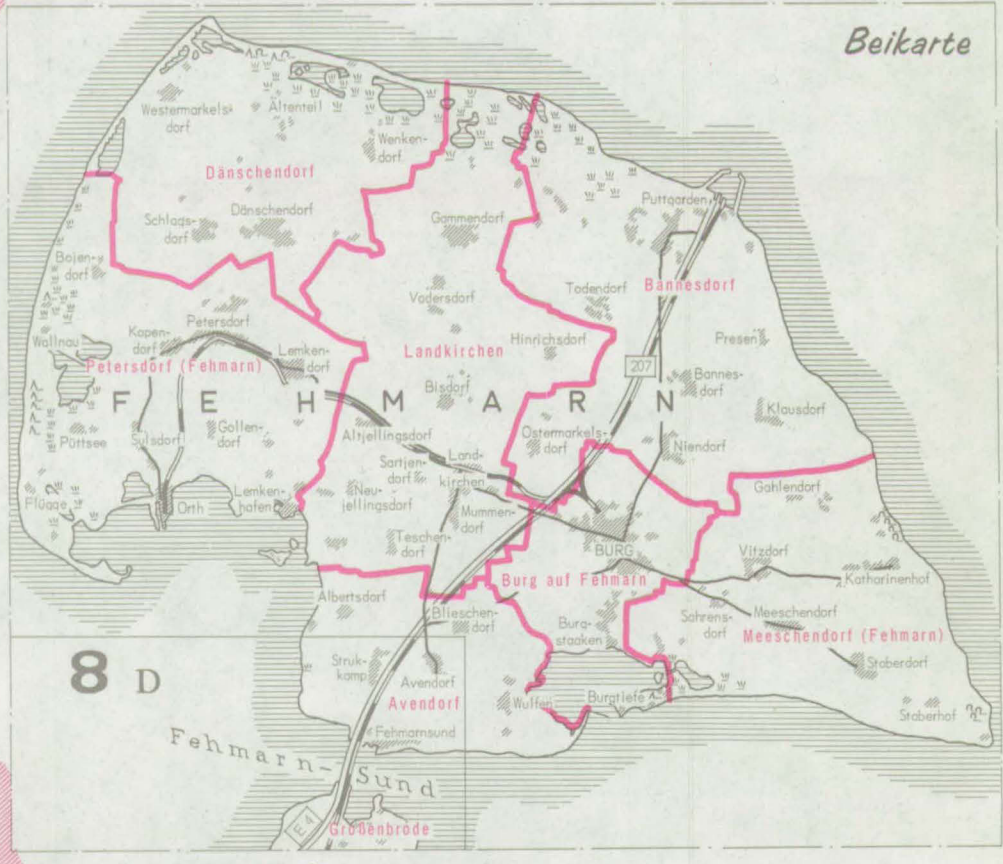 Beikarte
Westermarkels-
dorf
Altenteil
Wenken-
dorf
Dänschendorf
Puttgarden
Schlags-
dorf
Dänschendorf
Gammendorf
Bojen-
dorf
Bannesdorf
Vadersdorf
Todendorf
Petersdorf
Wallnau
Kopen-
dorf
Lemken-
dorf
Landkirchen
Hinrichsdorf
Presen
Petersdorf (Fehmarn)
207
Bisdorf
Bannes-
dorf
FEHMARN
Klausdorf
Püttsee
Sulsdorf
Gollen-
dorf
Altjellingsdorf
Ostermarkels-
dorf
Niendorf
Sartjen-
dorf
Land-
kirchen
Gahlendorf
Flügge
Orth
Lemken-
hafen
Neu-
jellingsdorf
Mummen-
dorf
Teschen-
dorf
BURG
Vitzdorf
Burg auf Fehmarn
Katharinenhof
Albertsdorf
Blieschen-
dorf
Burg-
staaken
Sahrens-
dorf
Meeschendorf
Meeschendorf (Fehmarn)
Staberdorf
8 D
Struk-
kamp
Avendorf
Avendorf
Wulfen
Burgtiefe
Staberhof
Fehmarnsund
Fehmarn-Sund
E4
Großenbrode